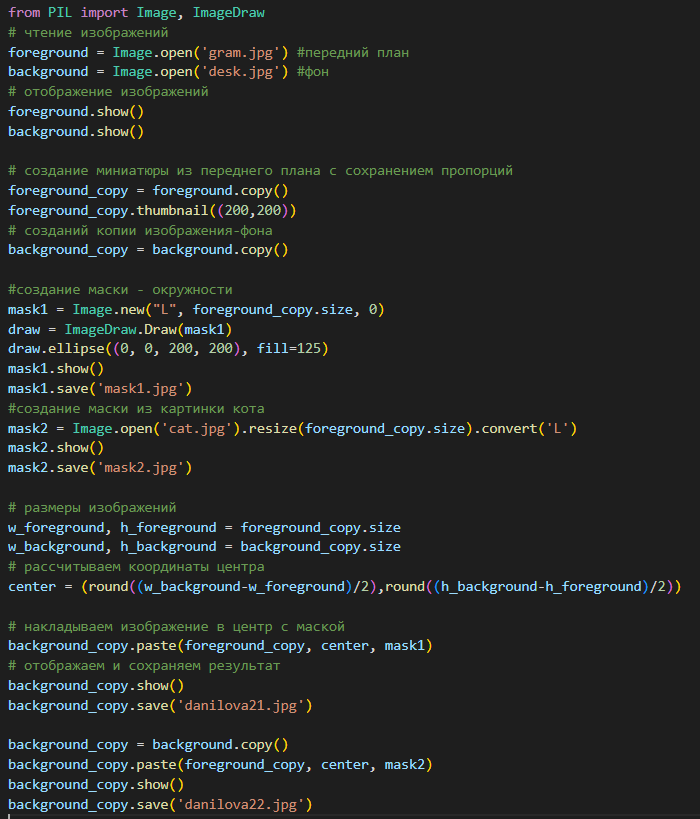 from PIL import Image, ImageDraw
# чтение изображений
foreground = Image.open('gram.jpg') #передний план
background = Image.open('desk.jpg') #фон
# отображение изображений
foreground.show()
background.show()

# создание миниатюры из переднего плана с сохранением пропорций
foreground_copy = foreground.copy()
foreground_copy.thumbnail((200,200))
# созданий копии изображения-фона
background_copy = background.copy()

#создание маски - окружности
mask1 = Image.new("L", foreground_copy.size, 0)
draw = ImageDraw.Draw(mask1)
draw.ellipse((0, 0, 200, 200), fill=125)
mask1.show()
mask1.save('mask1.jpg')
#создание маски из картинки кота
mask2 = Image.open('cat.jpg').resize(foreground_copy.size).convert('L')
mask2.show()
mask2.save('mask2.jpg')

# размеры изображений
w_foreground, h_foreground = foreground_copy.size
w_background, h_background = background_copy.size
# рассчитываем координаты центра
center = (round((w_background-w_foreground)/2),round((h_background-h_foreground)/2))

# накладываем изображение в центр с маской
background_copy.paste(foreground_copy, center, mask1)
# отображаем и сохраняем результат
background_copy.show()
background_copy.save('danilova21.jpg')

background_copy = background.copy()
background_copy.paste(foreground_copy, center, mask2)
background_copy.show()
background_copy.save('danilova22.jpg')